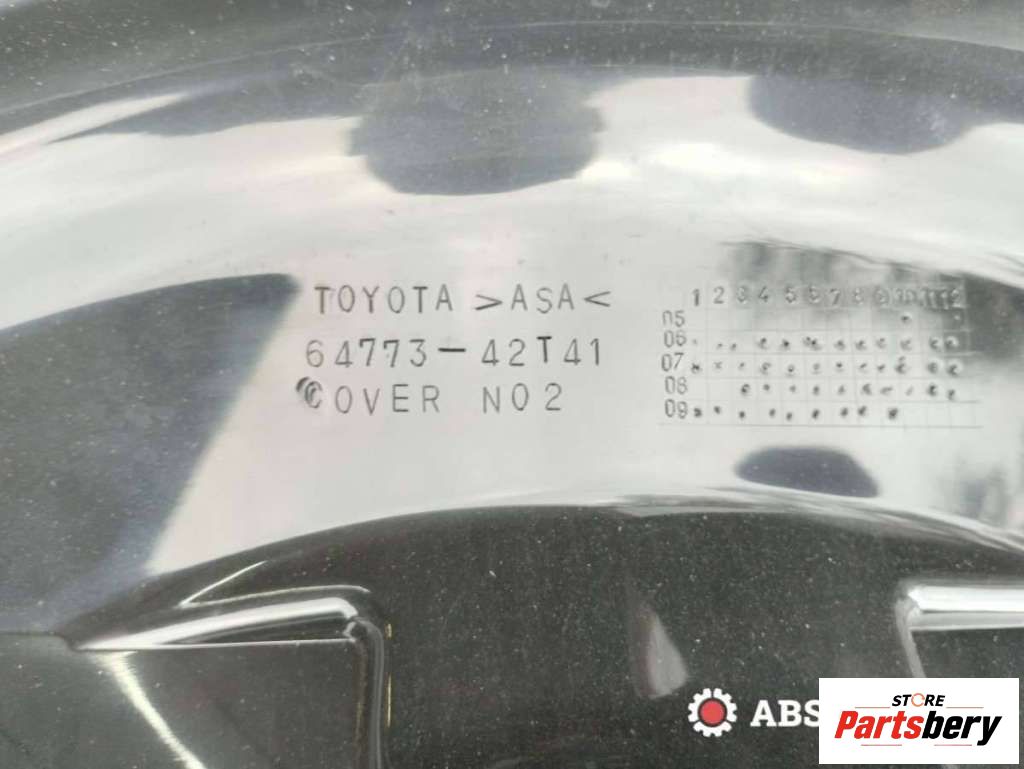 TOYOTA >ASA<
64773-42T41
COVER NO2
1 2 3 4 5 6 7 8 9 10 11 12
05
06
07
08
09
ABS
STORE
Partsbery